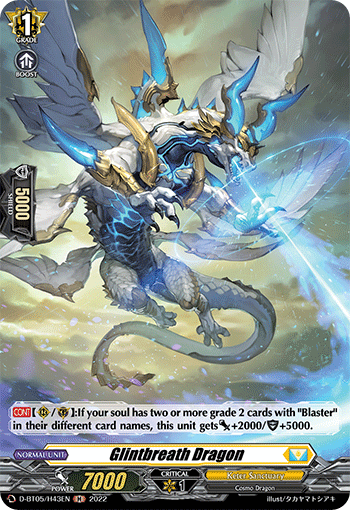 1
GRADE
BOOST
5000
SHIELD
CONT【 / 】:If your soul has two or more grade 2 cards with "Blaster"
in their different card names, this unit gets +2000/ +5000.
NORMAL UNIT
Glintbreath Dragon
POWER 7000
CRITICAL
1
Keter Sanctuary
Cosmo Dragon
D-BT05/H43EN H 2022
illust/タカヤマトシアキ